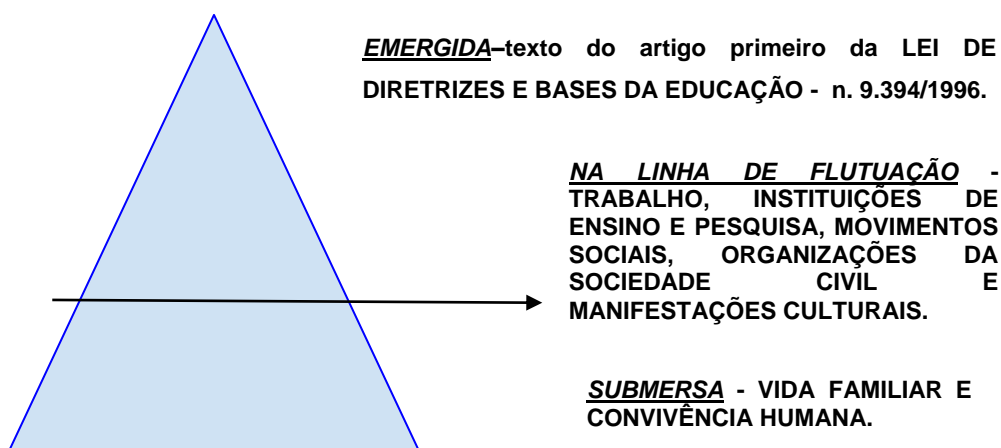 EMERGIDA–texto do artigo primeiro da LEI DE
DIRETRIZES E BASES DA EDUCAÇÃO - n. 9.394/1996.
NA LINHA DE FLUTUAÇÃO -
TRABALHO, INSTITUIÇÕES DE
ENSINO E PESQUISA, MOVIMENTOS
SOCIAIS, ORGANIZAÇÕES DA
SOCIEDADE CIVIL E
MANIFESTAÇÕES CULTURAIS.
SUBMERSA - VIDA FAMILIAR E
CONVIVÊNCIA HUMANA.